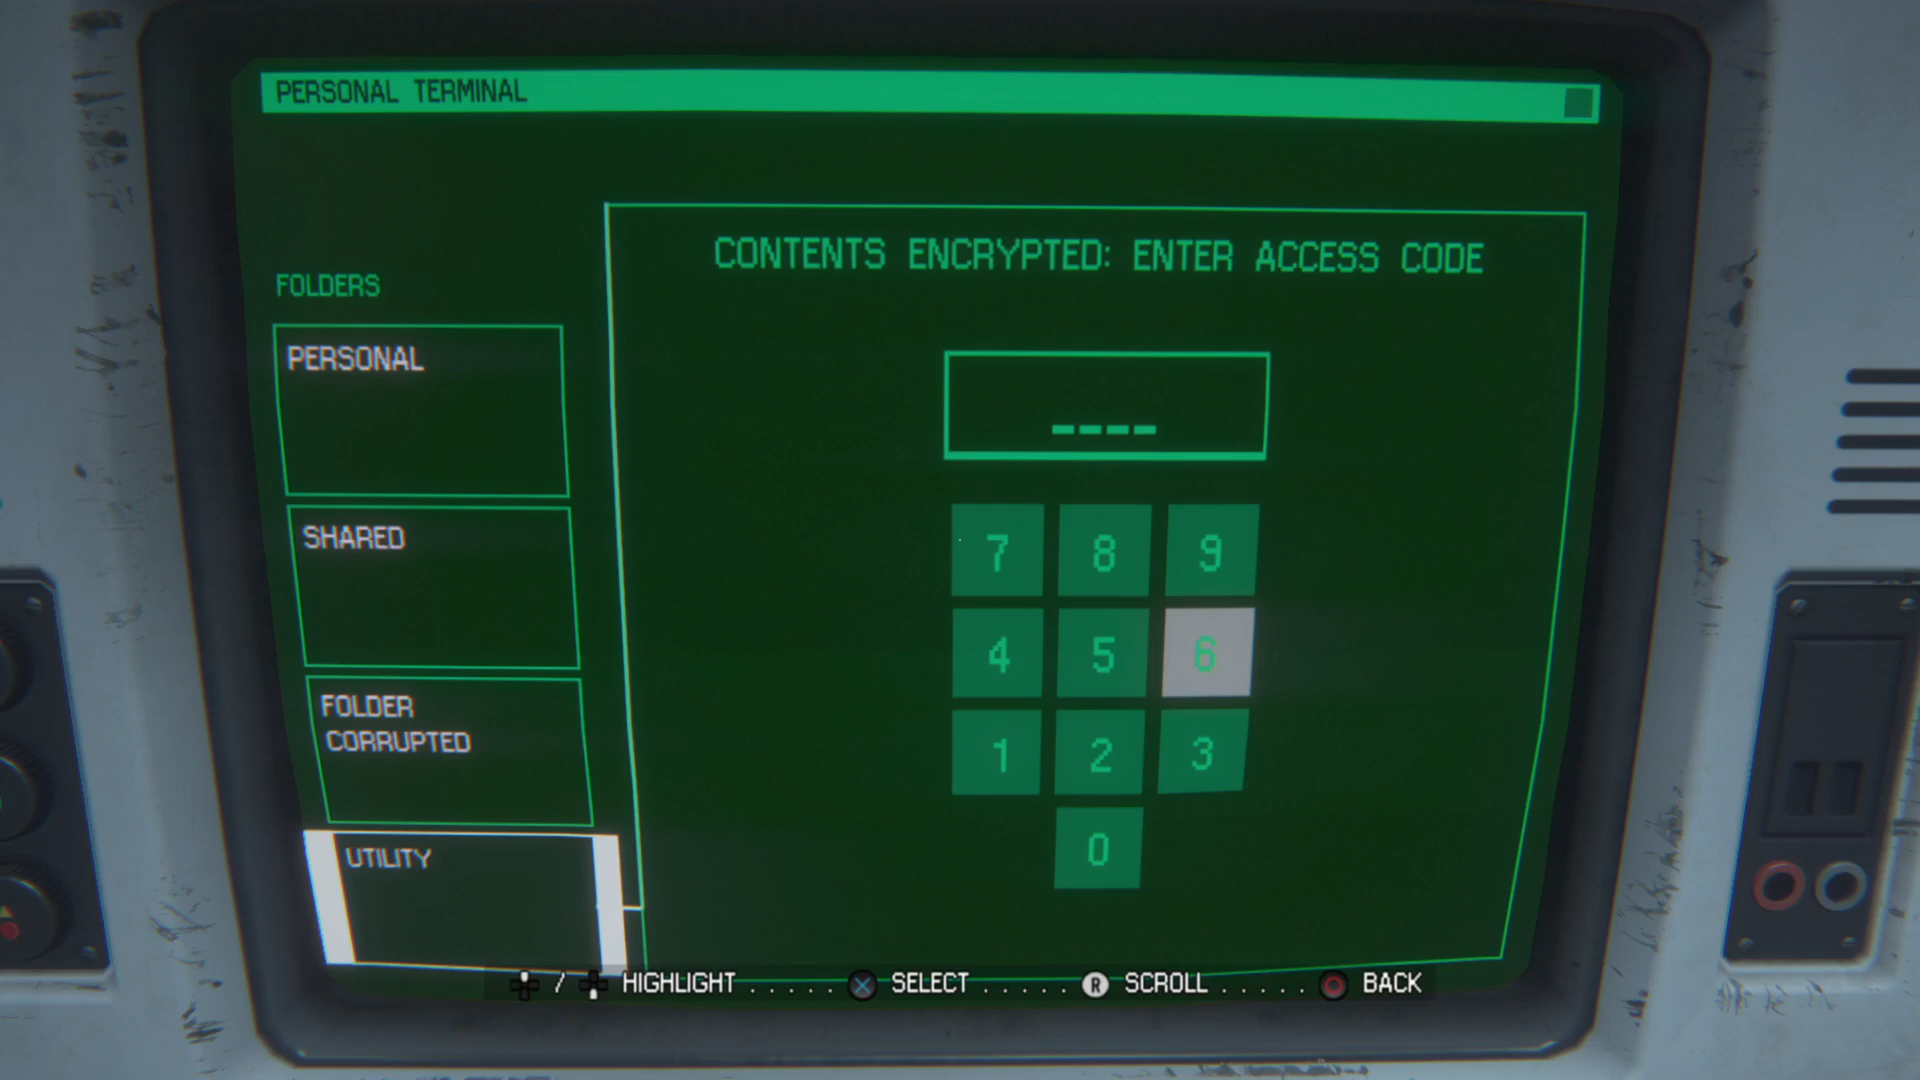 PERSONAL TERMINAL
CONTENTS ENCRYPTED: ENTER ACCESS CODE
FOLDERS
PERSONAL
SHARED
FOLDER
CORRUPTED
UTILITY
----
7 8 9
4 5 6
1 2 3
0
/ HIGHLIGHT ..... SELECT ..... R SCROLL ..... BACK